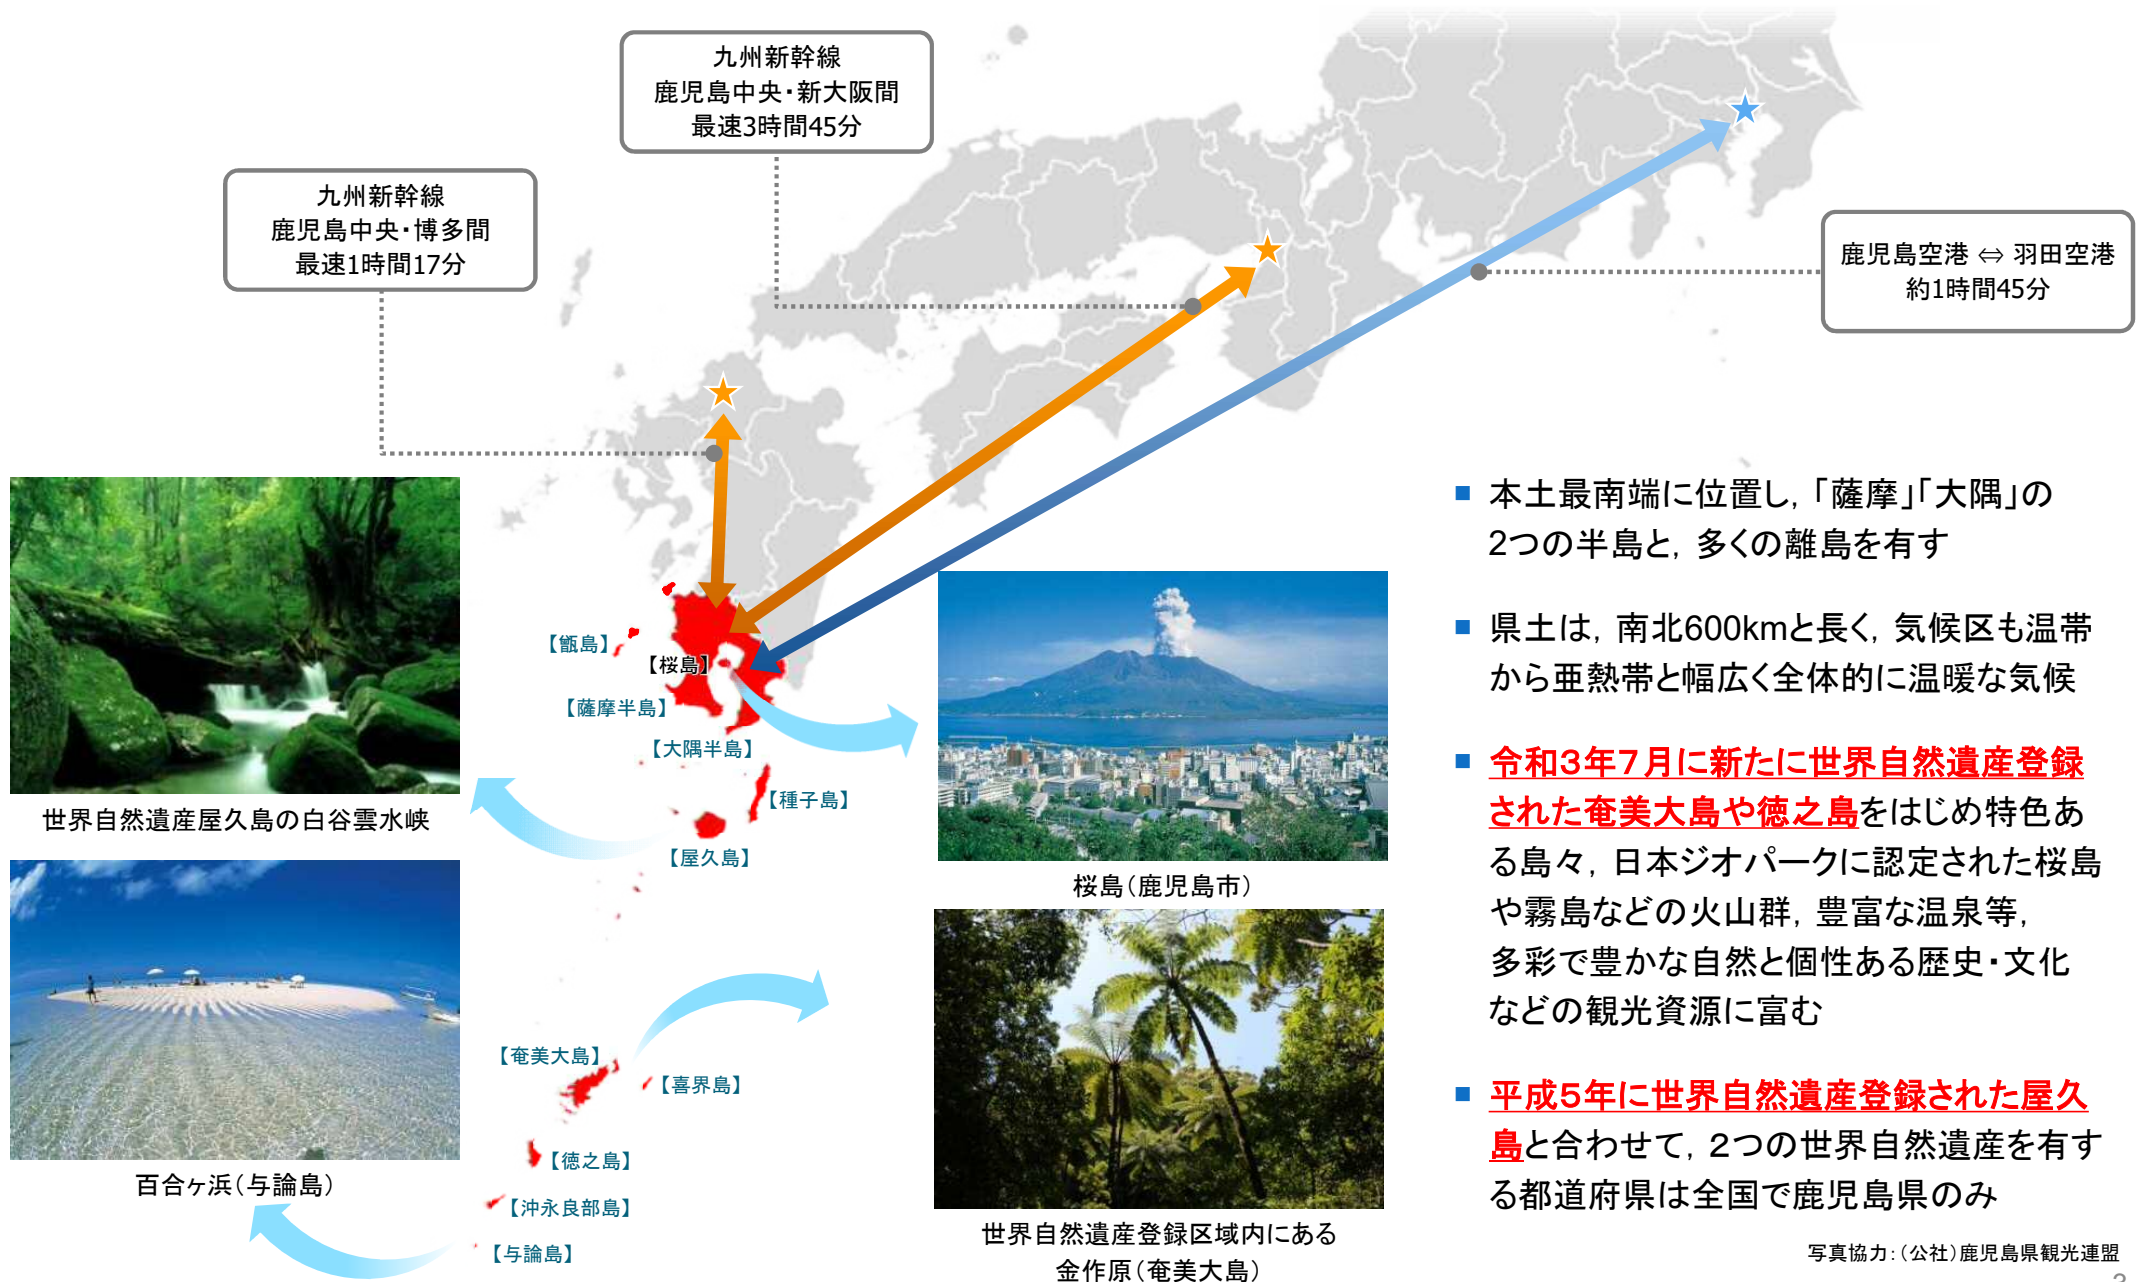 九州新幹線
鹿児島中央・新大阪間
最速3時間45分
九州新幹線
鹿児島中央・博多間
最速1時間17分
鹿児島空港 ⇔ 羽田空港
約1時間45分
【甑島】
【桜島】
【薩摩半島】
【大隅半島】
【種子島】
【屋久島】
【奄美大島】
【喜界島】
【徳之島】
【沖永良部島】
【与論島】
世界自然遺産屋久島の白谷雲水峡
百合ヶ浜（与論島）
桜島（鹿児島市）
世界自然遺産登録区域内にある
金作原（奄美大島）
■ 本土最南端に位置し，「薩摩」「大隅」の
2つの半島と，多くの離島を有す
■ 県土は，南北600kmと長く，気候区も温帯
から亜熱帯と幅広く全体的に温暖な気候
■ 令和３年７月に新たに世界自然遺産登録
された奄美大島や徳之島をはじめ特色あ
る島々，日本ジオパークに認定された桜島
や霧島などの火山群，豊富な温泉等，
多彩で豊かな自然と個性ある歴史・文化
などの観光資源に富む
■ 平成５年に世界自然遺産登録された屋久
島と合わせて，２つの世界自然遺産を有す
る都道府県は全国で鹿児島県のみ
写真協力：（公社）鹿児島県観光連盟